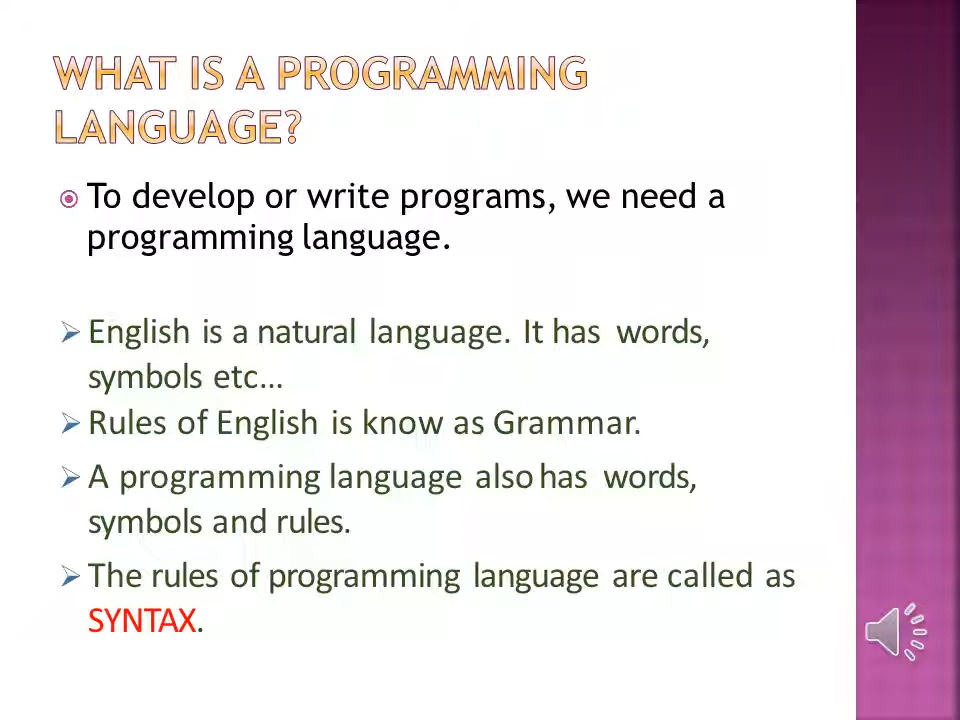 WHAT IS A PROGRAMMING
LANGUAGE?
To develop or write programs, we need a
programming language.
English is a natural language. It has words,
symbols etc…
Rules of English is know as Grammar.
A programming language also has words,
symbols and rules.
The rules of programming language are called as
SYNTAX.